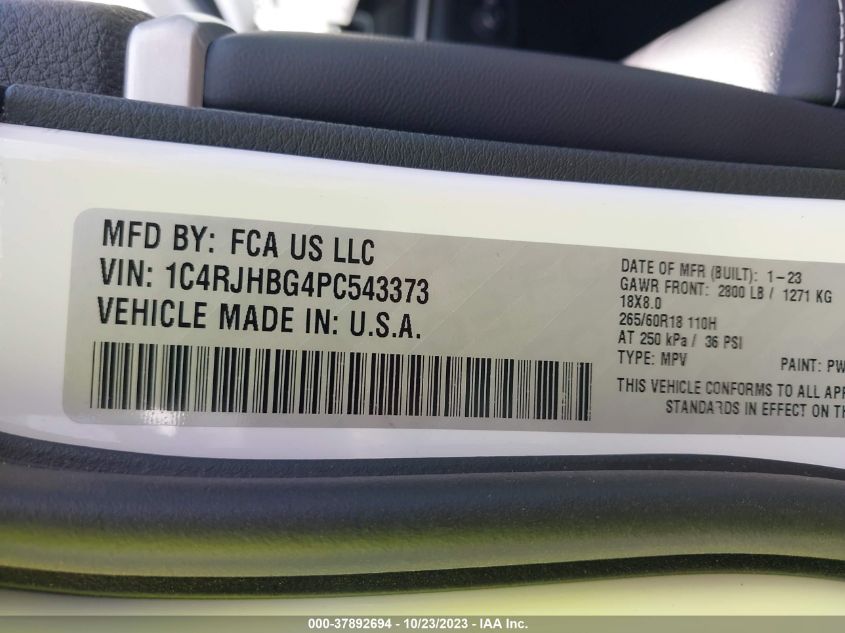 MFD BY: FCA US LLC
VIN: 1C4RJHBG4PC543373
VEHICLE MADE IN: U.S.A.
DATE OF MFR (BUILT): 1-23
GAWR FRONT: 2800 LB / 1271 KG
18X8.0
265/60R18 110H
AT 250 kPa / 36 PSI
TYPE: MPV PAINT: PW
THIS VEHICLE CONFORMS TO ALL APP
STANDARDS IN EFFECT ON TH
000-37892694 - 10/23/2023 - © IAA Inc.